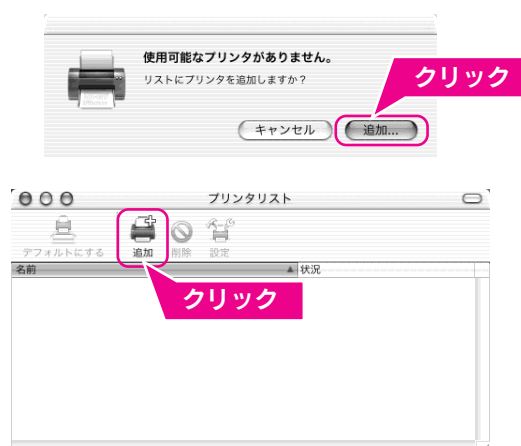 使用可能なプリンタがありません。
リストにプリンタを追加しますか？
クリック
キャンセル
追加...
プリンタリスト
デフォルトにする
追加
削除
設定
名前
状況
クリック